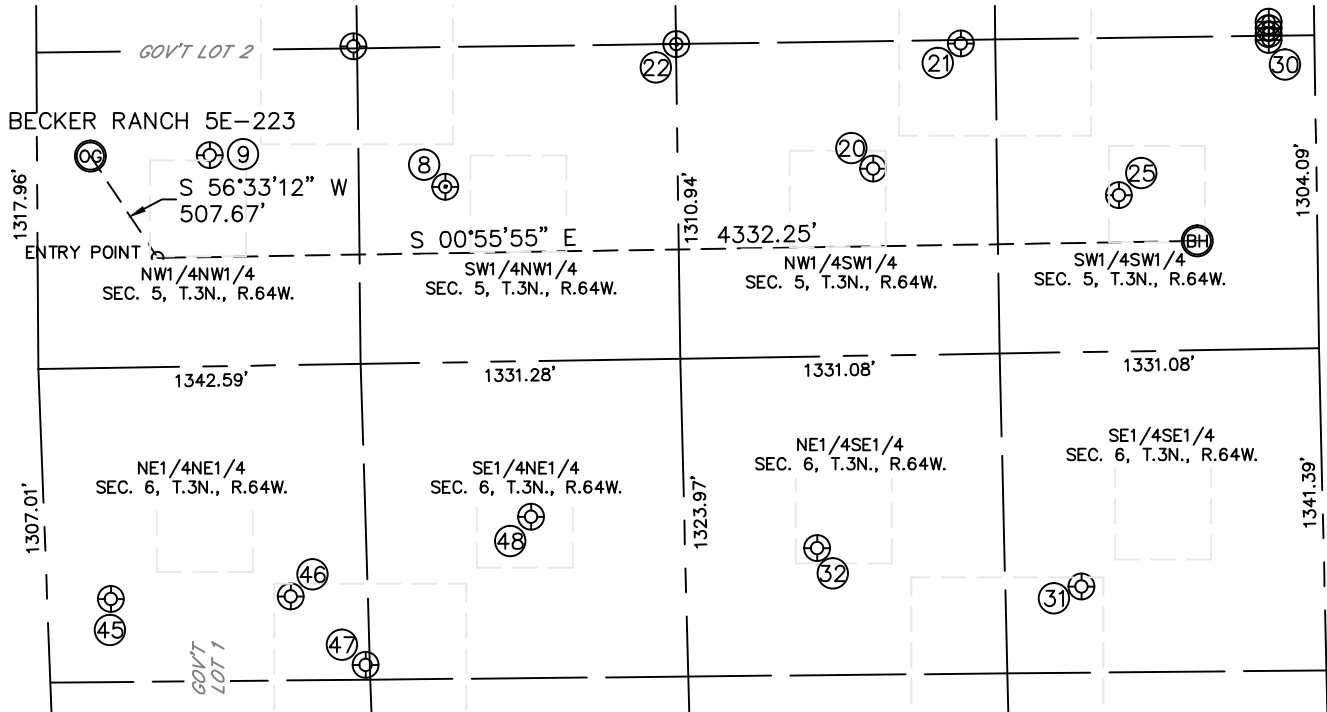 GOV'T LOT 2
22
21
30
BECKER RANCH 5E-223
OG
9
8
20
25
S 56°33'12" W
507.67'
1317.96'
1310.94'
1304.09'
ENTRY POINT
S 00°55'55" E
4332.25'
BH
NW1/4NW1/4
SEC. 5, T.3N., R.64W.
SW1/4NW1/4
SEC. 5, T.3N., R.64W.
NW1/4SW1/4
SEC. 5, T.3N., R.64W.
SW1/4SW1/4
SEC. 5, T.3N., R.64W.
1342.59'
1331.28'
1331.08'
1331.08'
NE1/4NE1/4
SEC. 6, T.3N., R.64W.
SE1/4NE1/4
SEC. 6, T.3N., R.64W.
NE1/4SE1/4
SEC. 6, T.3N., R.64W.
SE1/4SE1/4
SEC. 6, T.3N., R.64W.
1307.01'
1323.97'
1341.39'
48
46
32
31
45
47
GOV'T
LOT 1